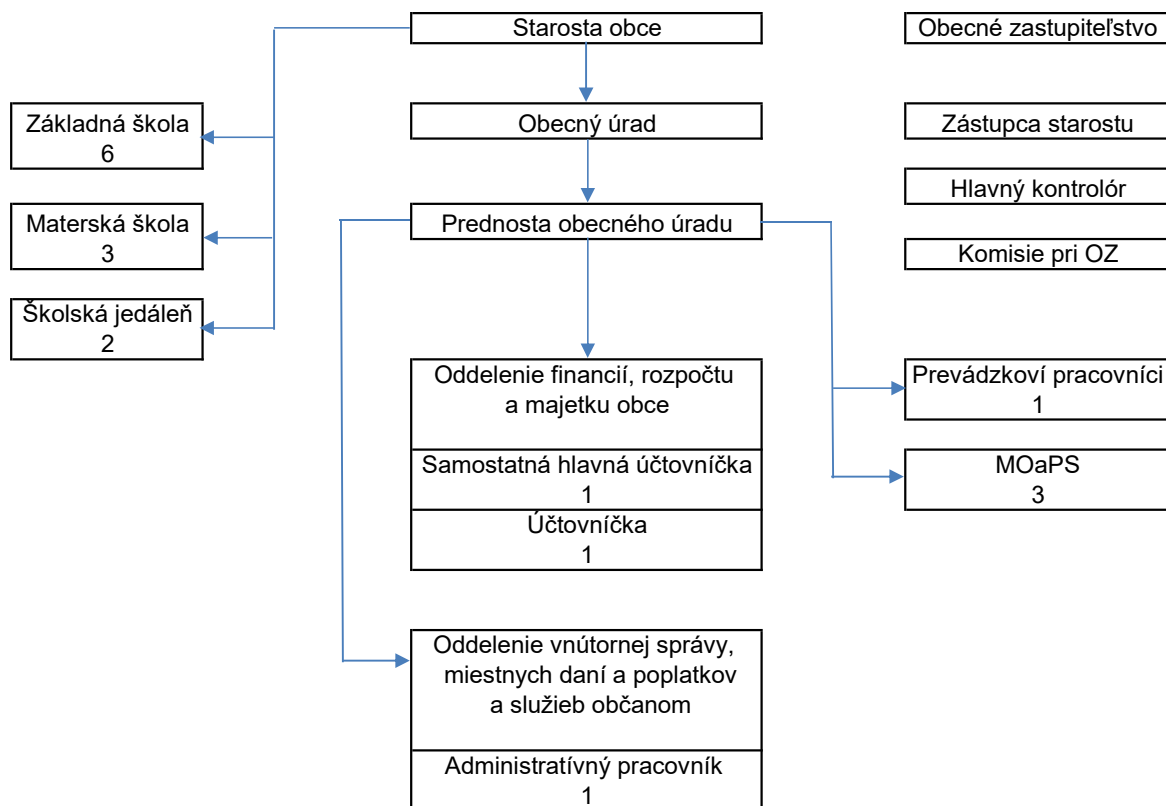 Starosta obce
Obecné zastupiteľstvo
Základná škola
6
Obecný úrad
Zástupca starostu
Hlavný kontrolór
Materská škola
3
Prednosta obecného úradu
Komisie pri OZ
Školská jedáleň
2
Oddelenie financií, rozpočtu
a majetku obce
Prevádzkoví pracovníci
1
Samostatná hlavná účtovníčka
1
MOaPS
3
Účtovníčka
1
Oddelenie vnútornej správy,
miestnych daní a poplatkov
a služieb občanom
Administratívný pracovník
1